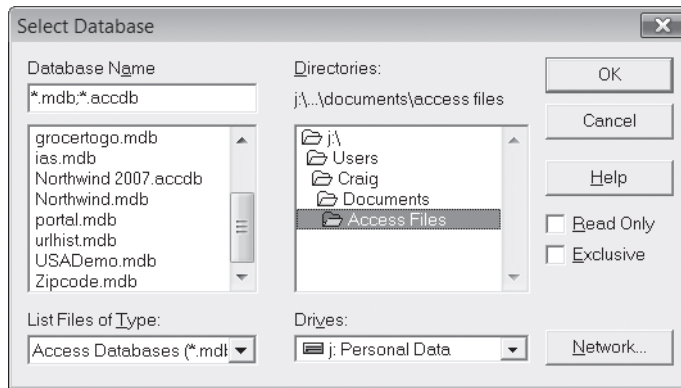 Select Database
Database Name
*.mdb;*.accdb
grocertogo.mdb
ias.mdb
Northwind 2007.accdb
Northwind.mdb
portal.mdb
urlhist.mdb
USADemo.mdb
Zipcode.mdb
List Files of Type:
Access Databases (*.mdb
Directories:
j:\...\documents\access files
j:\
Users
Craig
Documents
Access Files
Drives:
j: Personal Data
OK
Cancel
Help
Read Only
Exclusive
Network...